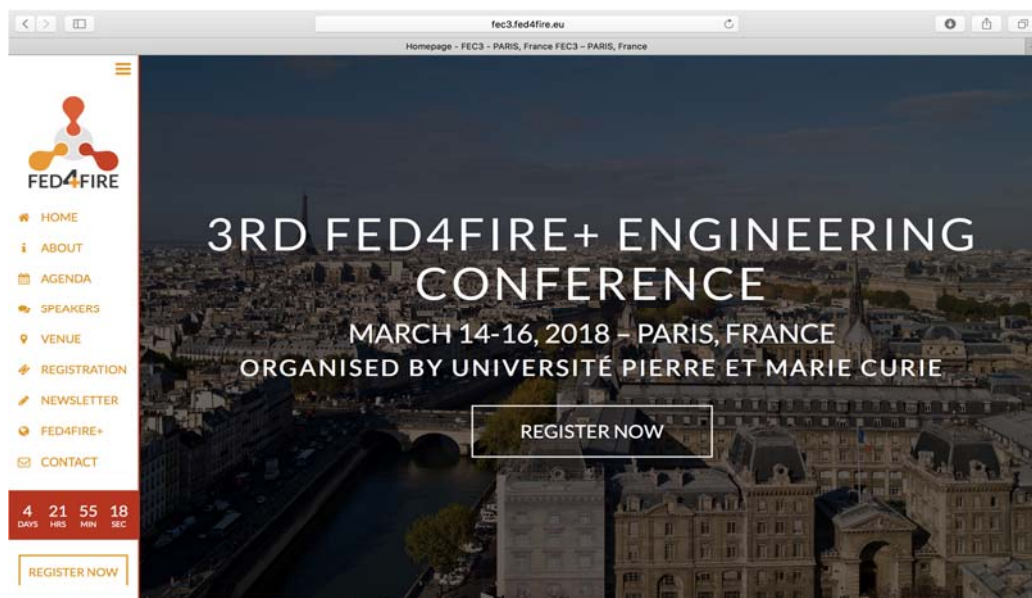 fec3.fed4fire.eu
Homepage - FEC3 - PARIS, France FEC3 – PARIS, France
FED4FIRE
HOME
ABOUT
AGENDA
SPEAKERS
VENUE
REGISTRATION
NEWSLETTER
FED4FIRE+
CONTACT
4 21 55 18
DAYS HRS MIN SEC
REGISTER NOW
3RD FED4FIRE+ ENGINEERING
CONFERENCE
MARCH 14-16, 2018 – PARIS, FRANCE
ORGANISED BY UNIVERSITÉ PIERRE ET MARIE CURIE
REGISTER NOW